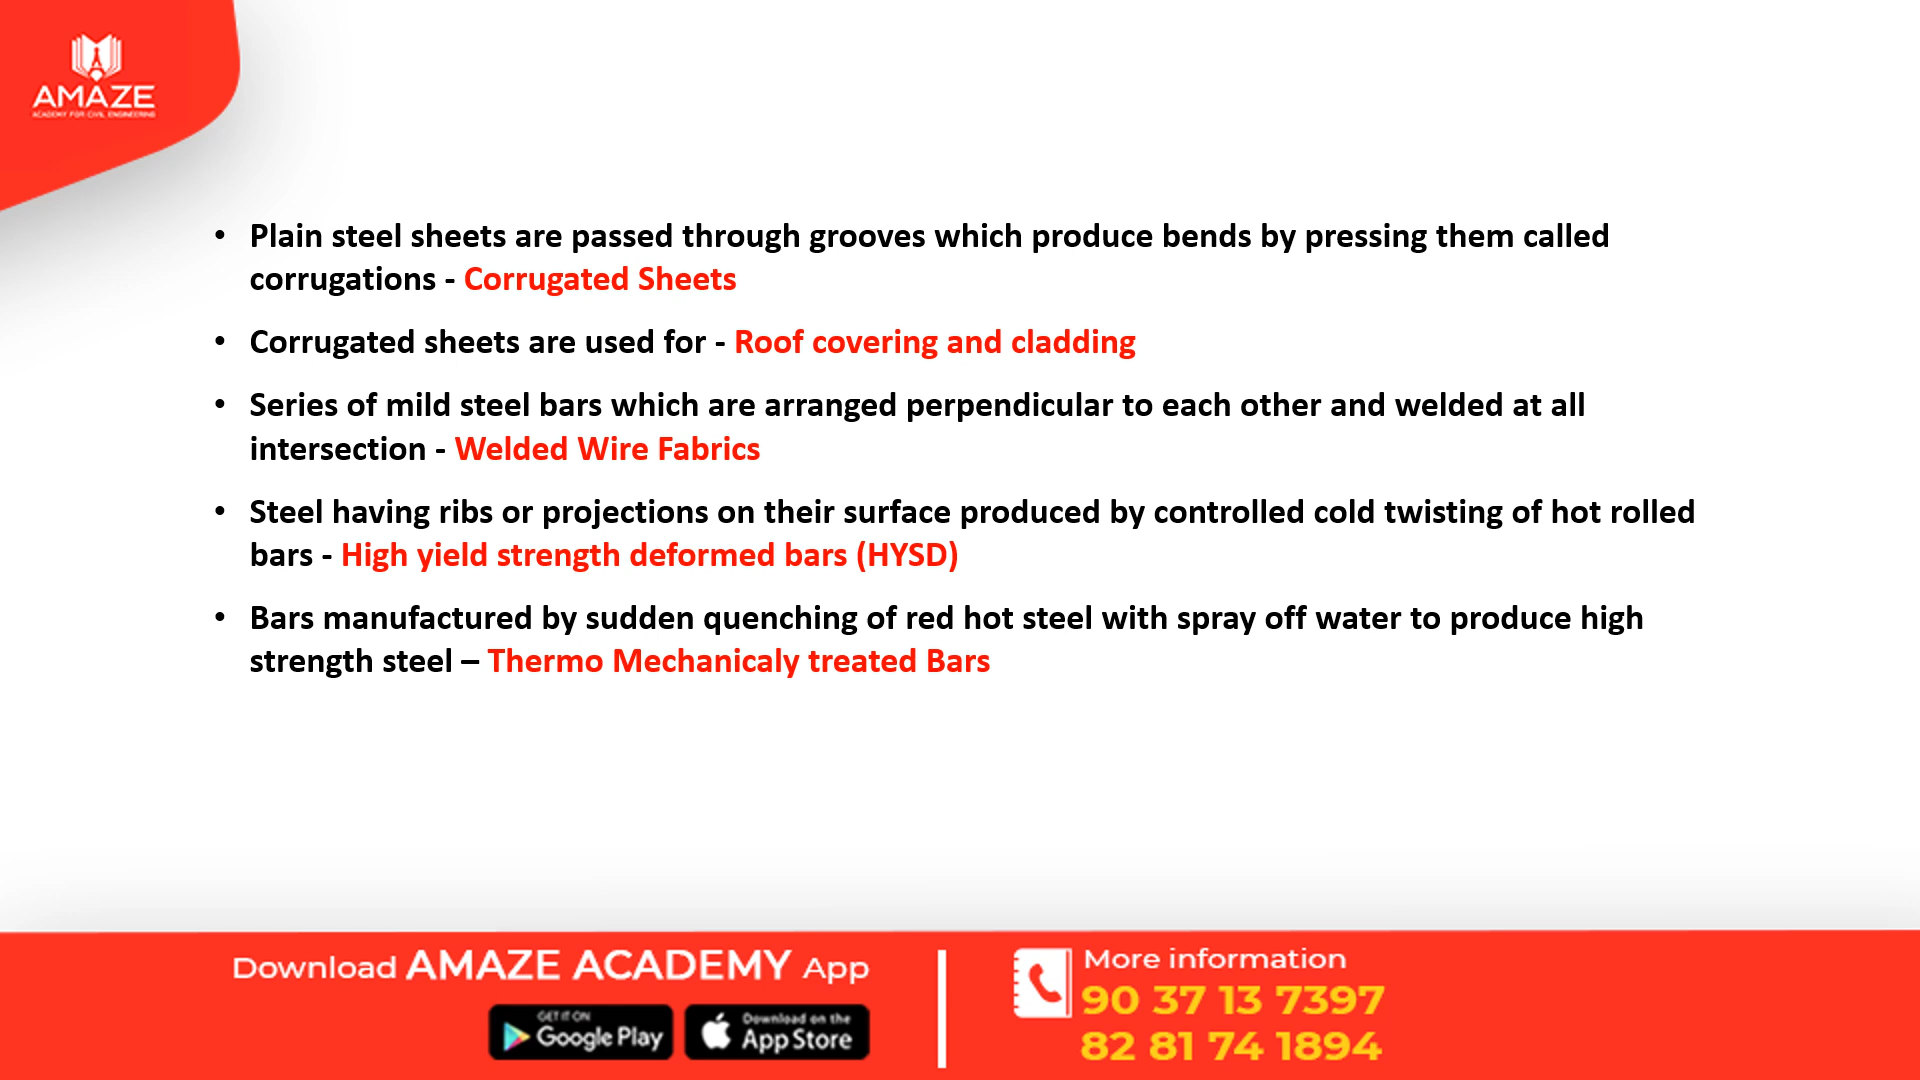 AMAZE
ACADEMY FOR CIVIL ENGINEERING
• Plain steel sheets are passed through grooves which produce bends by pressing them called
corrugations - Corrugated Sheets
• Corrugated sheets are used for - Roof covering and cladding
• Series of mild steel bars which are arranged perpendicular to each other and welded at all
intersection - Welded Wire Fabrics
• Steel having ribs or projections on their surface produced by controlled cold twisting of hot rolled
bars - High yield strength deformed bars (HYSD)
• Bars manufactured by sudden quenching of red hot steel with spray off water to produce high
strength steel – Thermo Mechanicaly treated Bars
Download AMAZE ACADEMY App
GET IT ON
Google Play
Download on the
App Store
More information
90 37 13 7397
82 81 74 1894